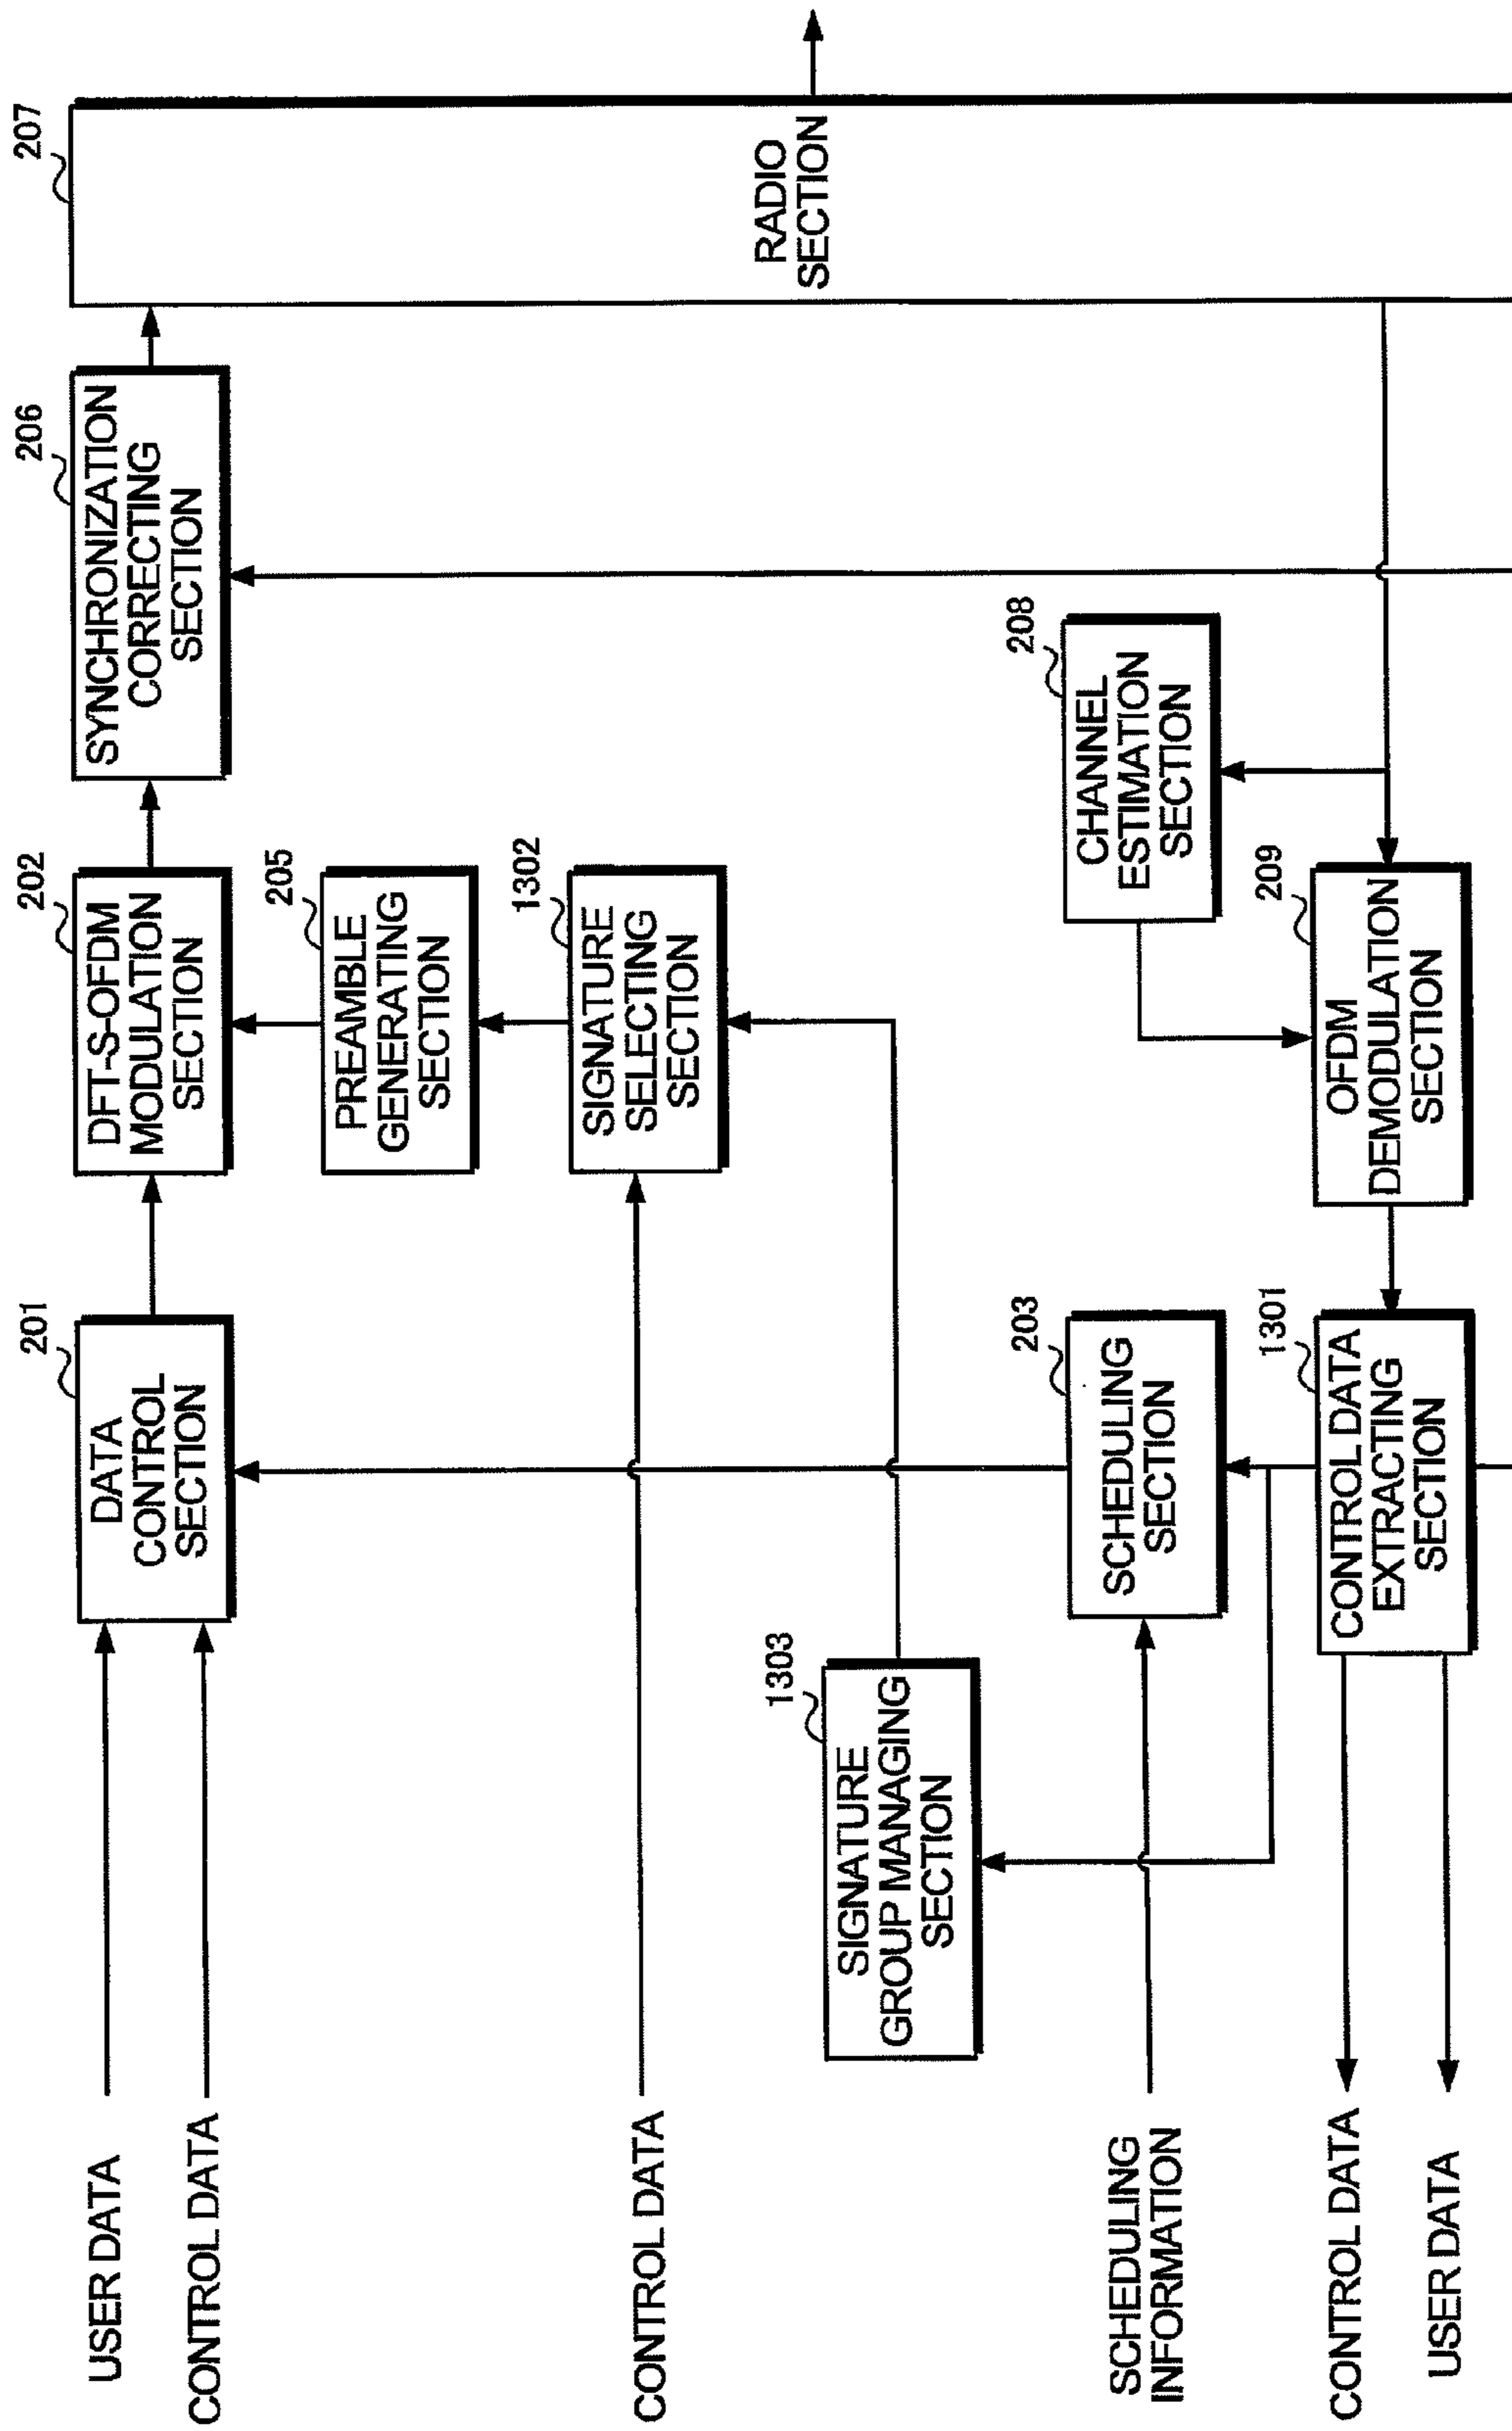 USER DATA
CONTROL DATA
201
DATA
CONTROL
SECTION
202
DFT-S-OFDM
MODULATION
SECTION
206
SYNCHRONIZATION
CORRECTING
SECTION
207
RADIO
SECTION
205
PREAMBLE
GENERATING
SECTION
CONTROL DATA
1302
SIGNATURE
SELECTING
SECTION
1303
SIGNATURE
GROUP MANAGING
SECTION
SCHEDULING
INFORMATION
203
SCHEDULING
SECTION
208
CHANNEL
ESTIMATION
SECTION
CONTROL DATA
USER DATA
1301
CONTROL DATA
EXTRACTING
SECTION
209
OFDM
DEMODULATION
SECTION